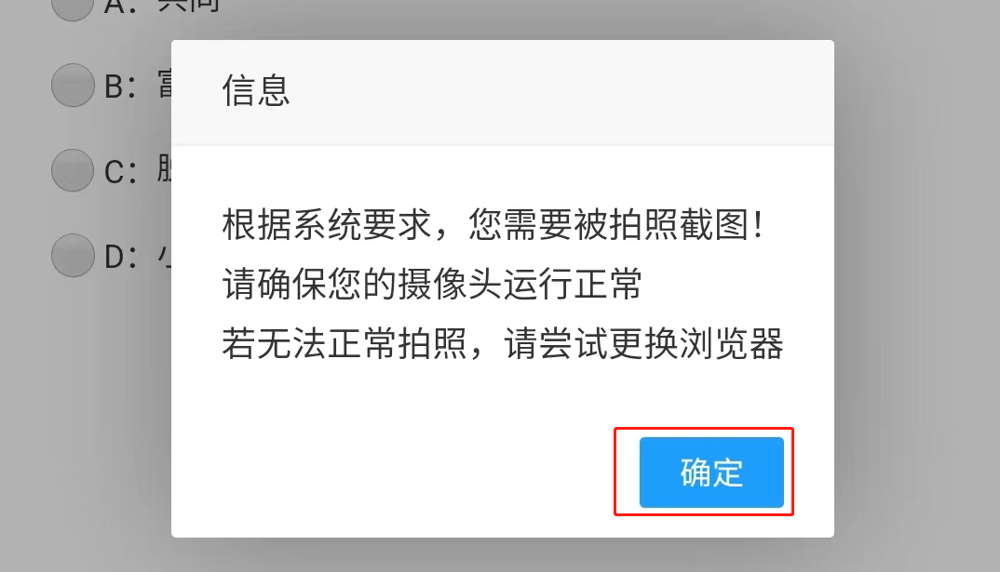 A：共同
B：
信息
C：
根据系统要求，您需要被拍照截图！
请确保您的摄像头运行正常
D：
若无法正常拍照，请尝试更换浏览器
确定